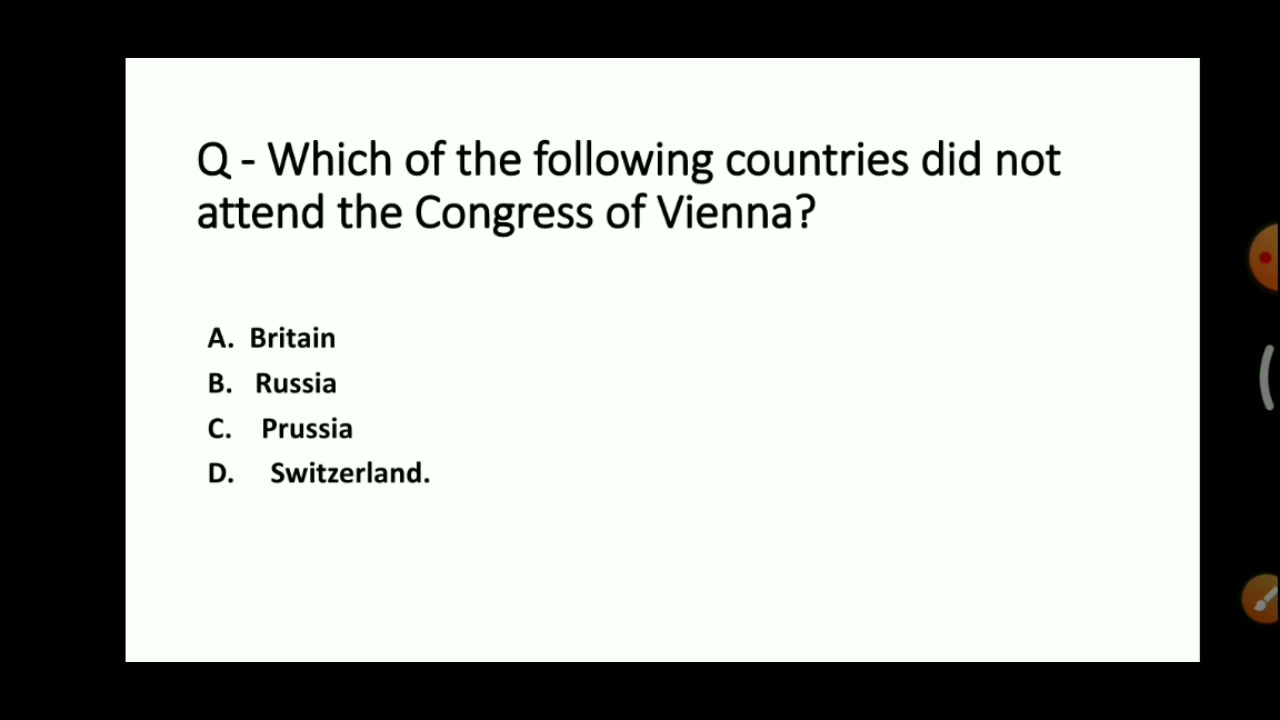 Q - Which of the following countries did not
attend the Congress of Vienna?
A. Britain
B. Russia
C. Prussia
D. Switzerland.